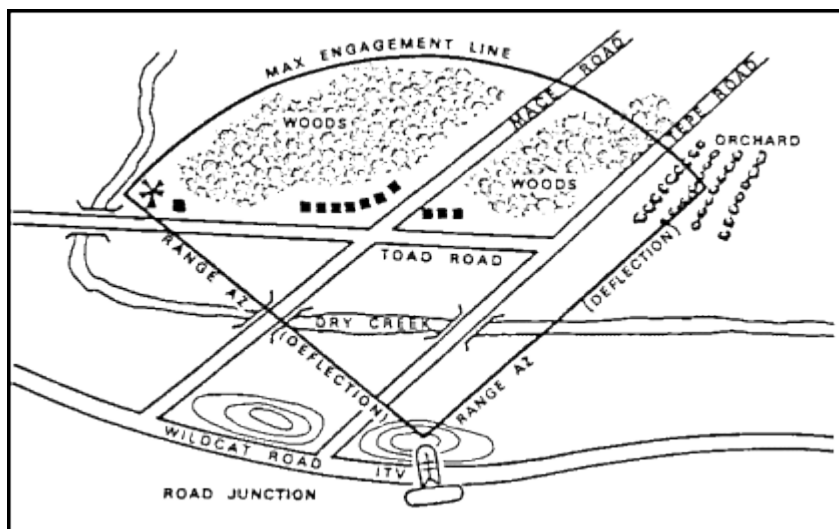 MAX ENGAGEMENT LINE
MACE ROAD
TEPE ROAD
WOODS
ORCHARD
WOODS
TOAD ROAD
RANGE AZ
(DEFLECTION)
DRY CREEK
(DEFLECTION)
RANGE AZ
WILDCAT ROAD
ITV
ROAD JUNCTION